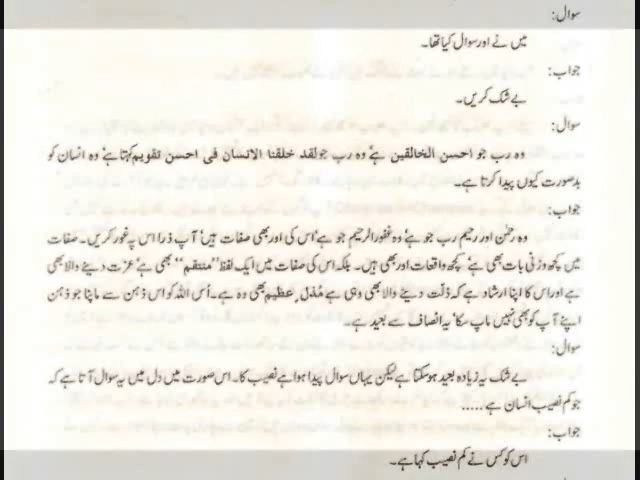 سوال:
میں نے اور سوال کیا تھا۔
جواب:
بے شک کریں۔
سوال:
وہ رب جو احسن الخالقین ہے، وہ رب جو لقد خلقنا الانسان فی احسن تقویم کہتا ہے، وہ انسان کو
بدصورت کیوں پیدا کرتا ہے۔
جواب:
وہ رحمٰن اور رحیم رب جو ہے، وہ غفور الرحیم جو ہے، اس کی اور بھی صفات ہیں، آپ ذرا اس پہ غور کریں۔ صفات
میں کچھ وزنی بات بھی ہے، کچھ واقعات اور بھی ہیں۔ بلکہ اس کی صفات میں ایک لفظ ”منتقم“ بھی ہے، عزت دینے والا بھی
ہے اور اس کا اپنا ارشاد ہے کہ ذلت دینے والا بھی وہی ہے مُذل، عظیم بھی وہ ہے۔ اُس اللہ کو اس ذہن سے ماپنا جو ذہن
اپنے آپ کو بھی نہیں ماپ سکا، یہ انصاف سے بعید ہے۔
سوال:
بے شک یہ زیادہ بعید ہو سکتا ہے لیکن یہاں سوال پیدا ہوا ہے نصیب کا۔ اس صورت میں دل میں یہ سوال آتا ہے کہ
جو کم نصیب انسان ہے.....
جواب:
اس کو کس نے کم نصیب کہا ہے۔